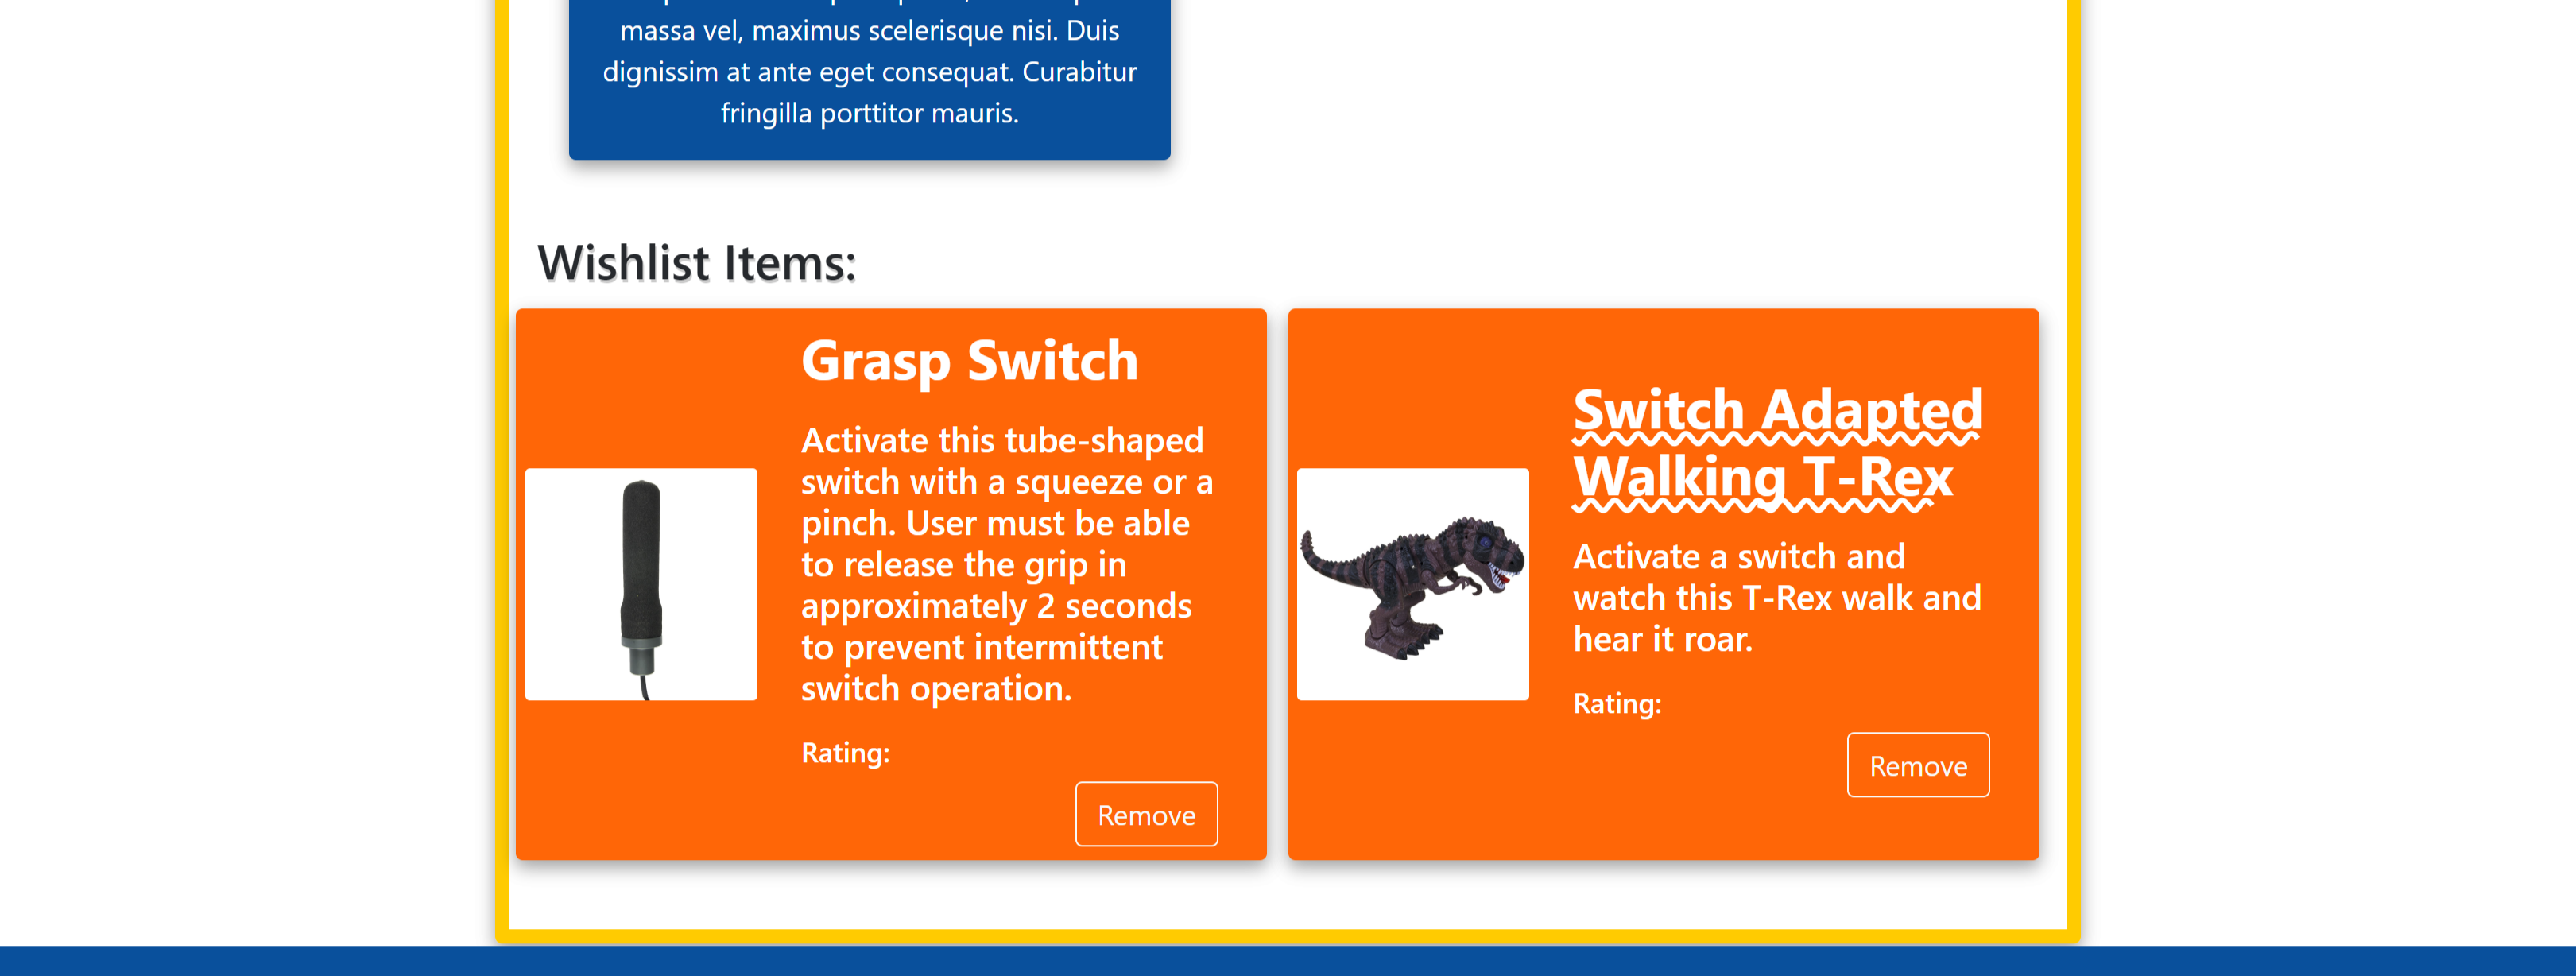 massa vel, maximus scelerisque nisi. Duis
dignissim at ante eget consequat. Curabitur
fringilla porttitor mauris.
Wishlist Items:
Grasp Switch
Activate this tube-shaped
switch with a squeeze or a
pinch. User must be able
to release the grip in
approximately 2 seconds
to prevent intermittent
switch operation.
Rating:
Remove
Switch Adapted
Walking T-Rex
Activate a switch and
watch this T-Rex walk and
hear it roar.
Rating:
Remove